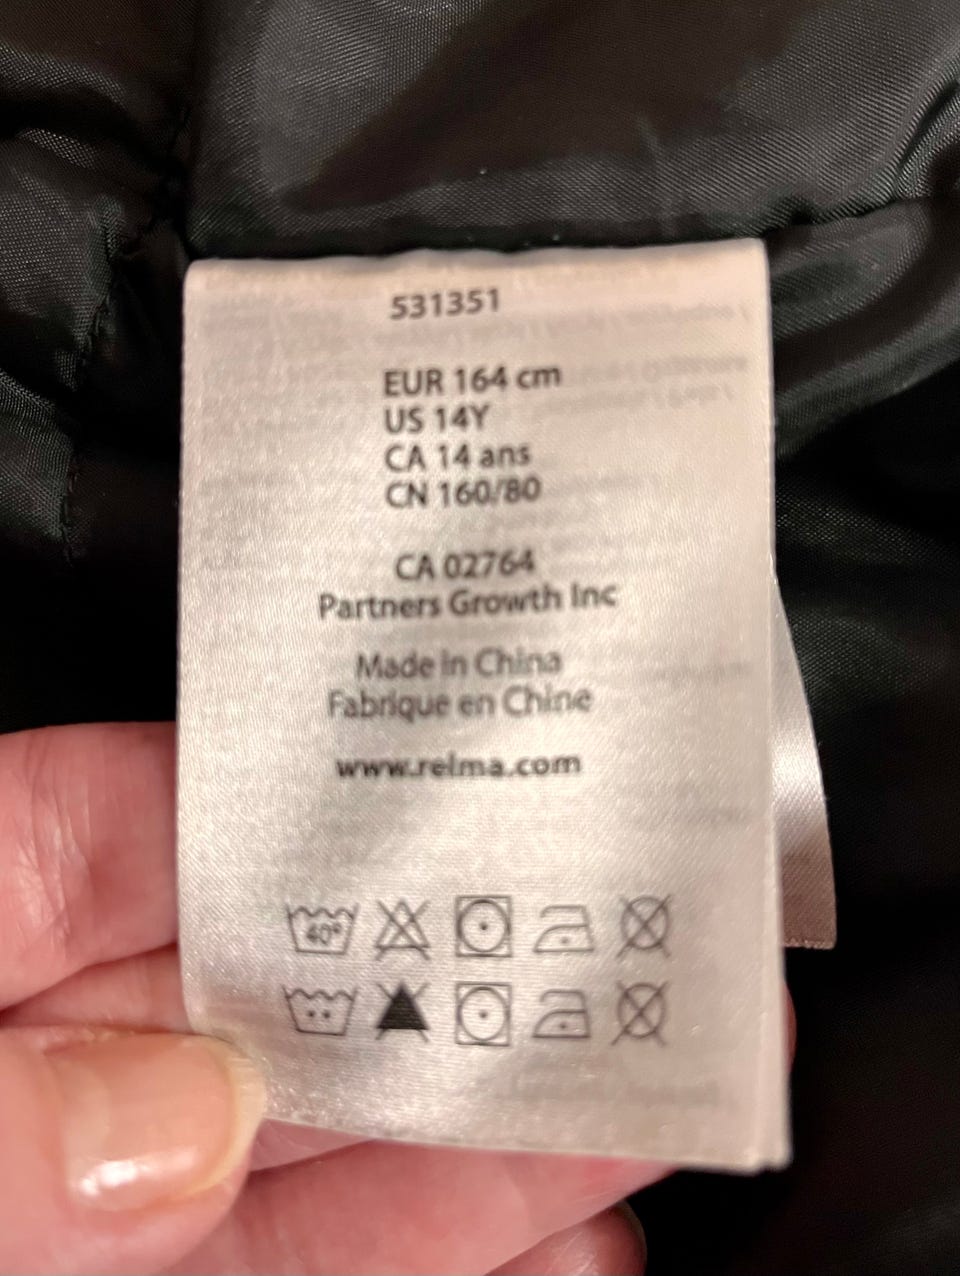 531351
EUR 164 cm
US 14Y
CA 14 ans
CN 160/80
CA 02764
Partners Growth Inc
Made in China
Fabrique en Chine
www.reima.com
40°